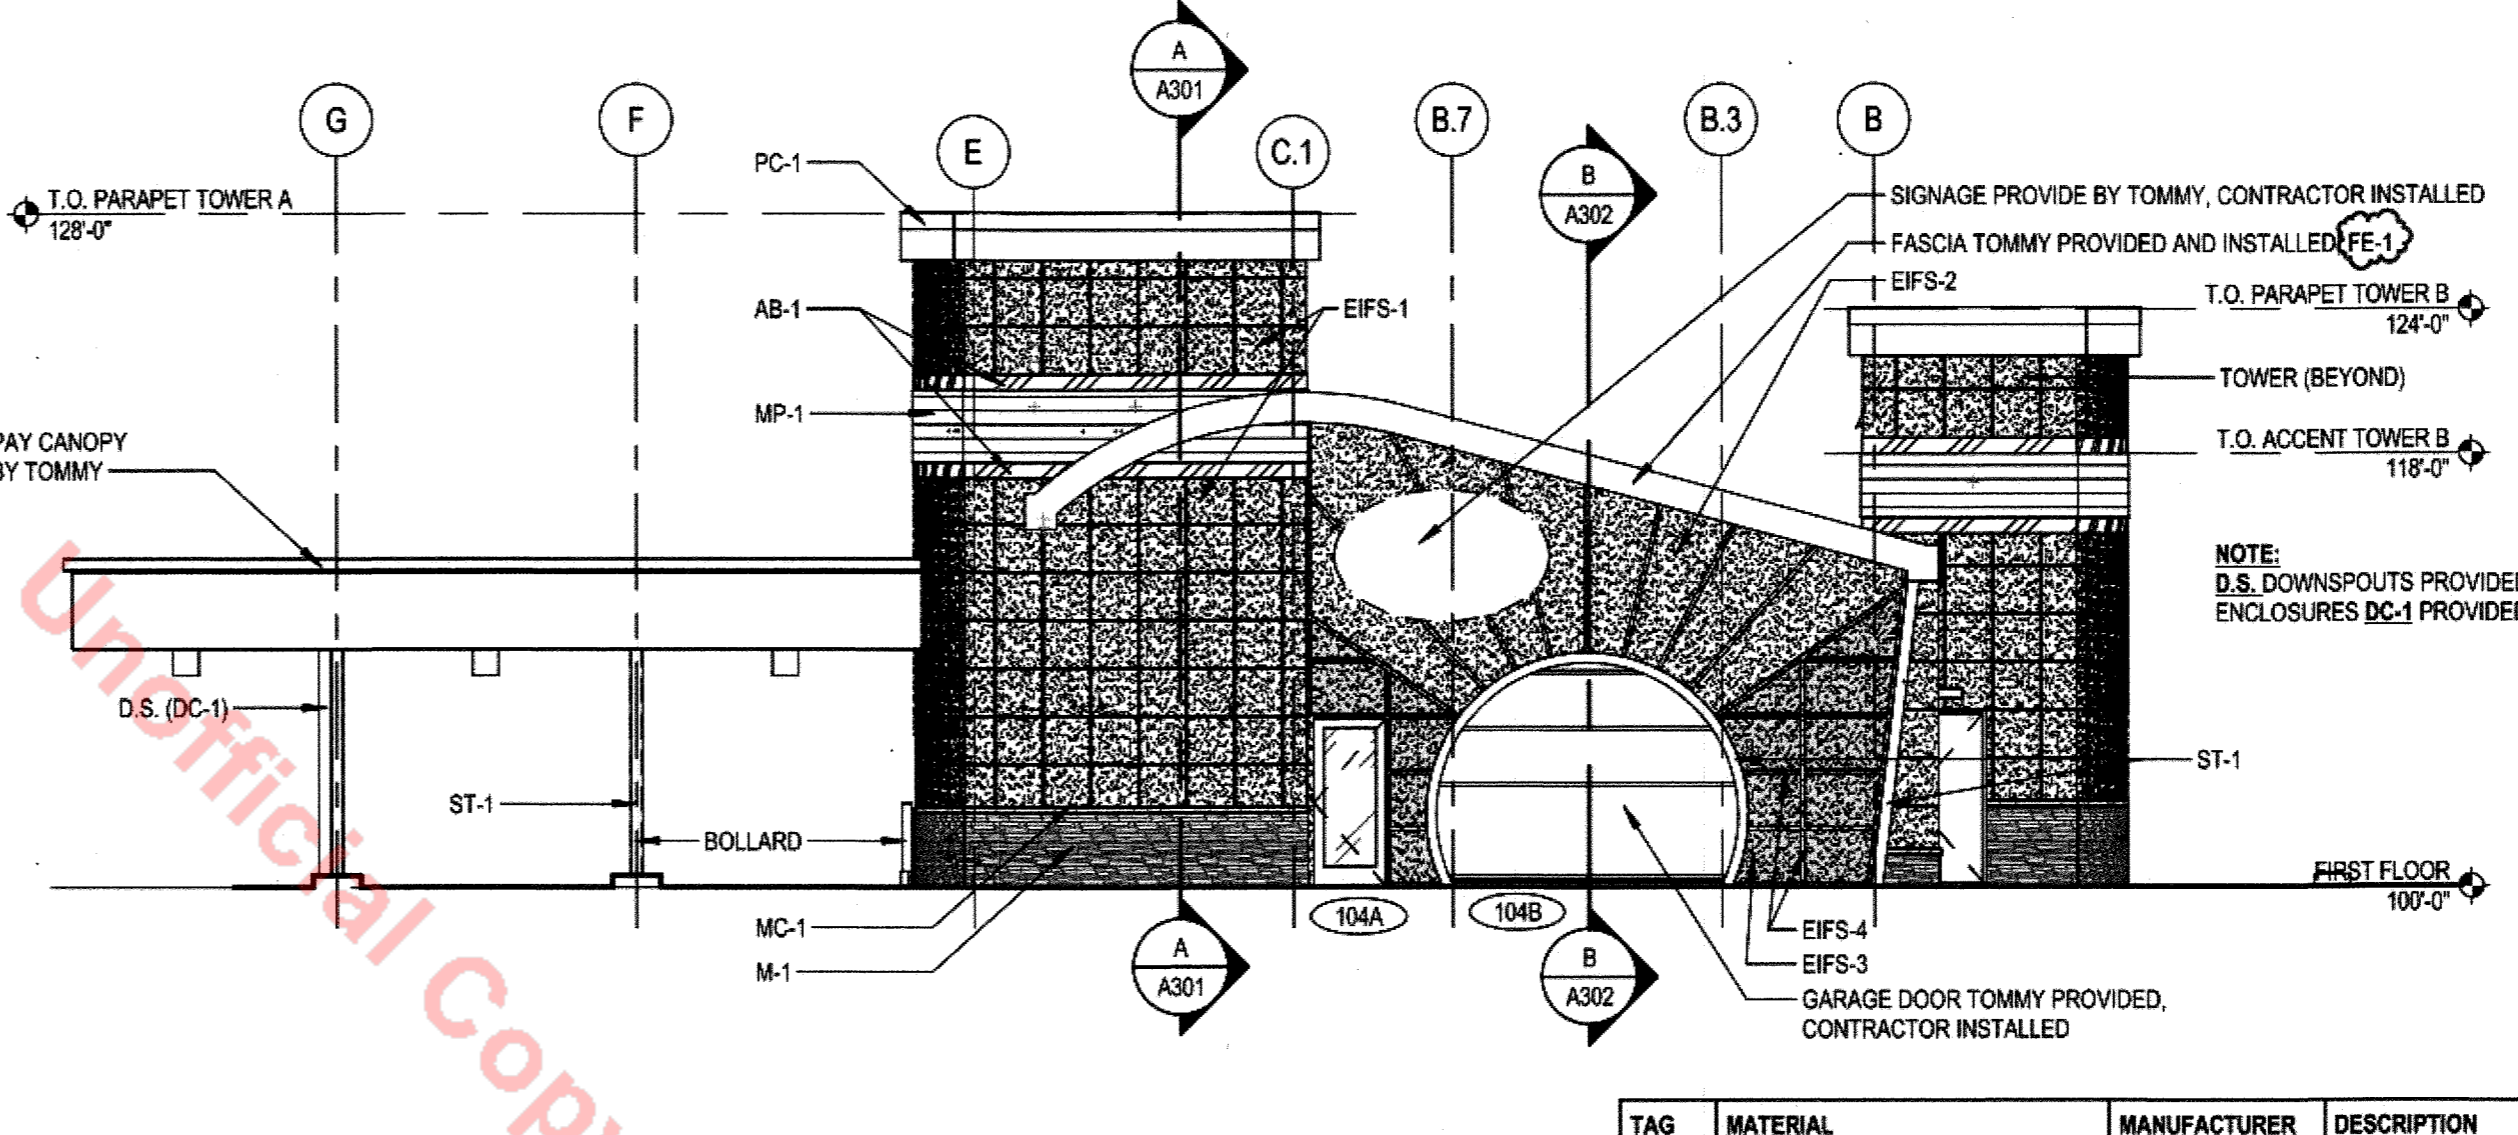 A
A301
G
F
E
C.1
B.7
B.3
B
B
A302
PC-1
T.O. PARAPET TOWER A
128'-0"
SIGNAGE PROVIDE BY TOMMY, CONTRACTOR INSTALLED
FASCIA TOMMY PROVIDED AND INSTALLED FE-1
EIFS-2
T.O. PARAPET TOWER B
124'-0"
AB-1
EIFS-1
TOWER (BEYOND)
MP-1
PAY CANOPY
BY TOMMY
T.O. ACCENT TOWER B
118'-0"
NOTE:
D.S. DOWNSPOUTS PROVIDED
ENCLOSURES DC-1 PROVIDED
D.S. (DC-1)
ST-1
ST-1
BOLLARD
FIRST FLOOR
100'-0"
104A
104B
MC-1
M-1
A
A301
B
A302
EIFS-4
EIFS-3
GARAGE DOOR TOMMY PROVIDED,
CONTRACTOR INSTALLED
Unofficial Copy
TAG MATERIAL MANUFACTURER DESCRIPTION